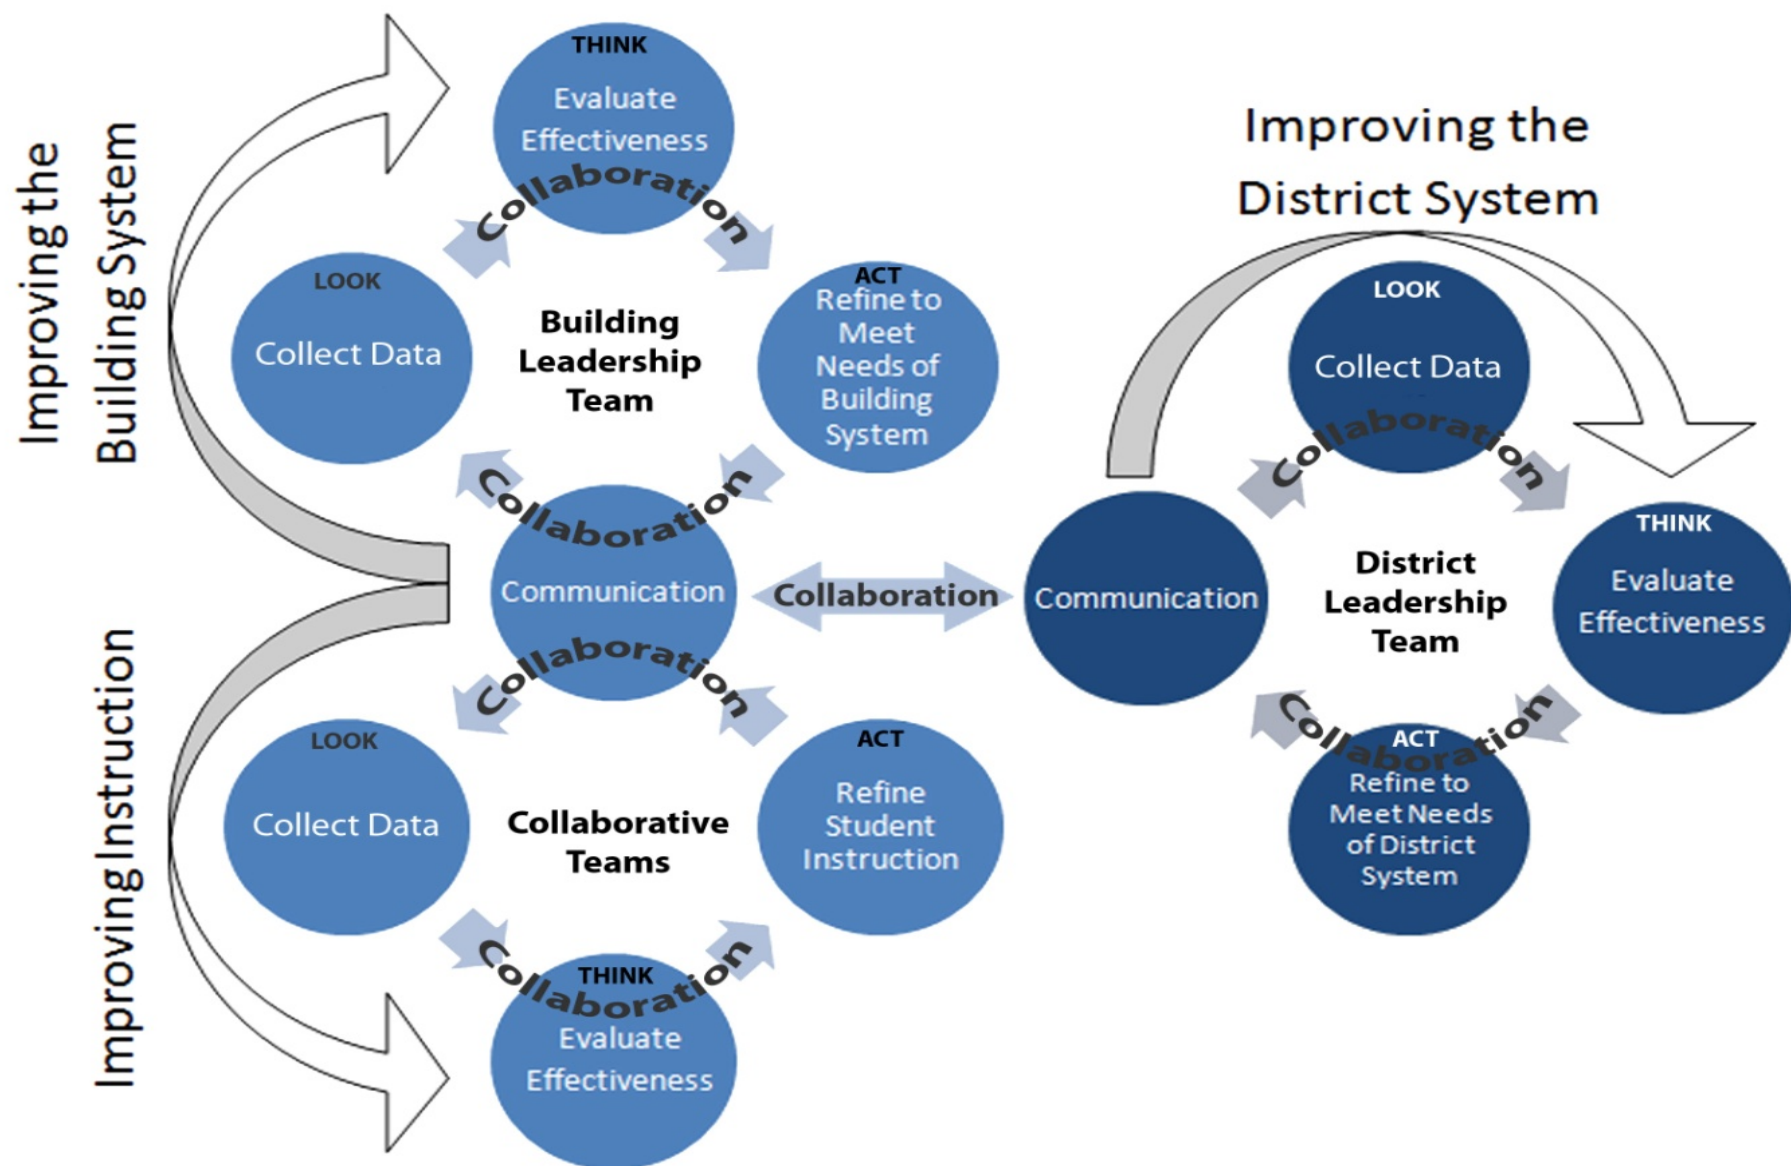 Improving the
Building System
THINK
Evaluate
Effectiveness
Collaboration
LOOK
Collect Data
Building
Leadership
Team
ACT
Refine to
Meet
Needs of
Building
System
Collaboration
Communication
Collaboration
Improving Instruction
LOOK
Collect Data
Collaborative
Teams
ACT
Refine
Student
Instruction
Collaboration
THINK
Evaluate
Effectiveness
Collaboration
Improving the
District System
LOOK
Collect Data
Collaboration
Communication
District
Leadership
Team
THINK
Evaluate
Effectiveness
Collaboration
ACT
Refine to
Meet Needs
of District
System